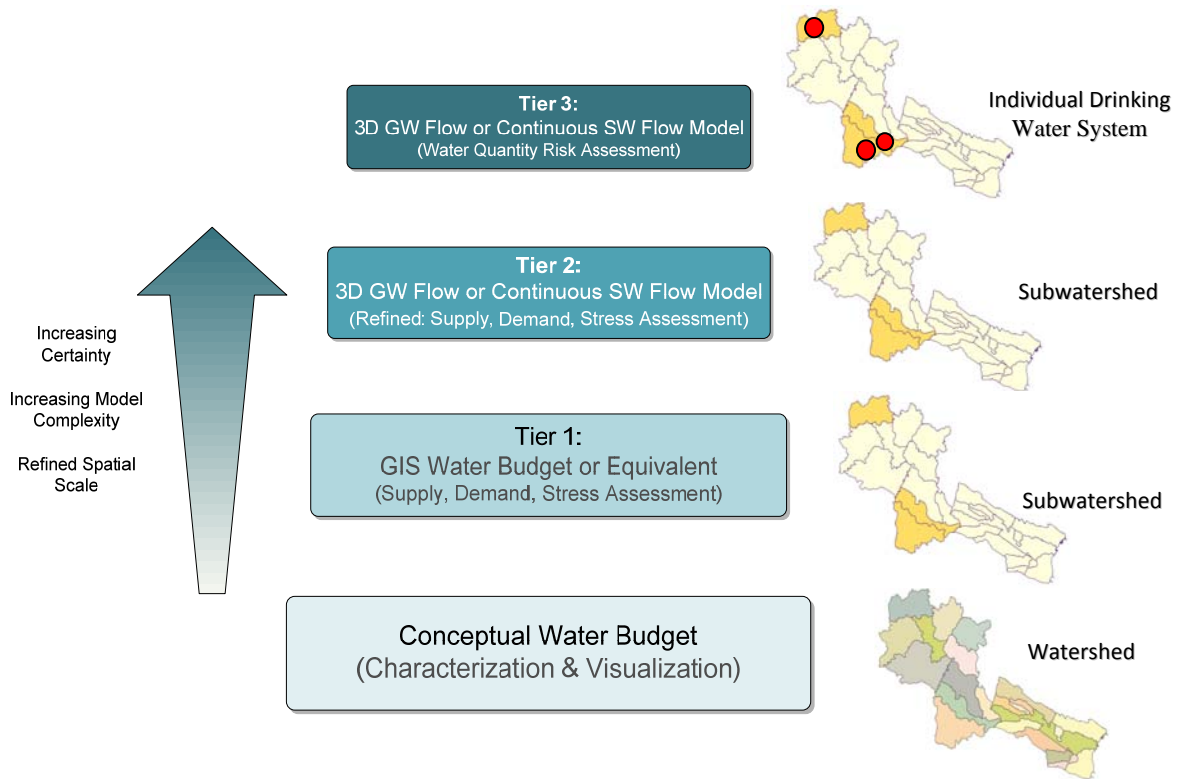 Tier 3:
3D GW Flow or Continuous SW Flow Model
(Water Quantity Risk Assessment)
Individual Drinking
Water System
Tier 2:
3D GW Flow or Continuous SW Flow Model
(Refined: Supply, Demand, Stress Assessment)
Subwatershed
Increasing
Certainty
Increasing Model
Complexity
Refined Spatial
Scale
Tier 1:
GIS Water Budget or Equivalent
(Supply, Demand, Stress Assessment)
Subwatershed
Conceptual Water Budget
(Characterization & Visualization)
Watershed